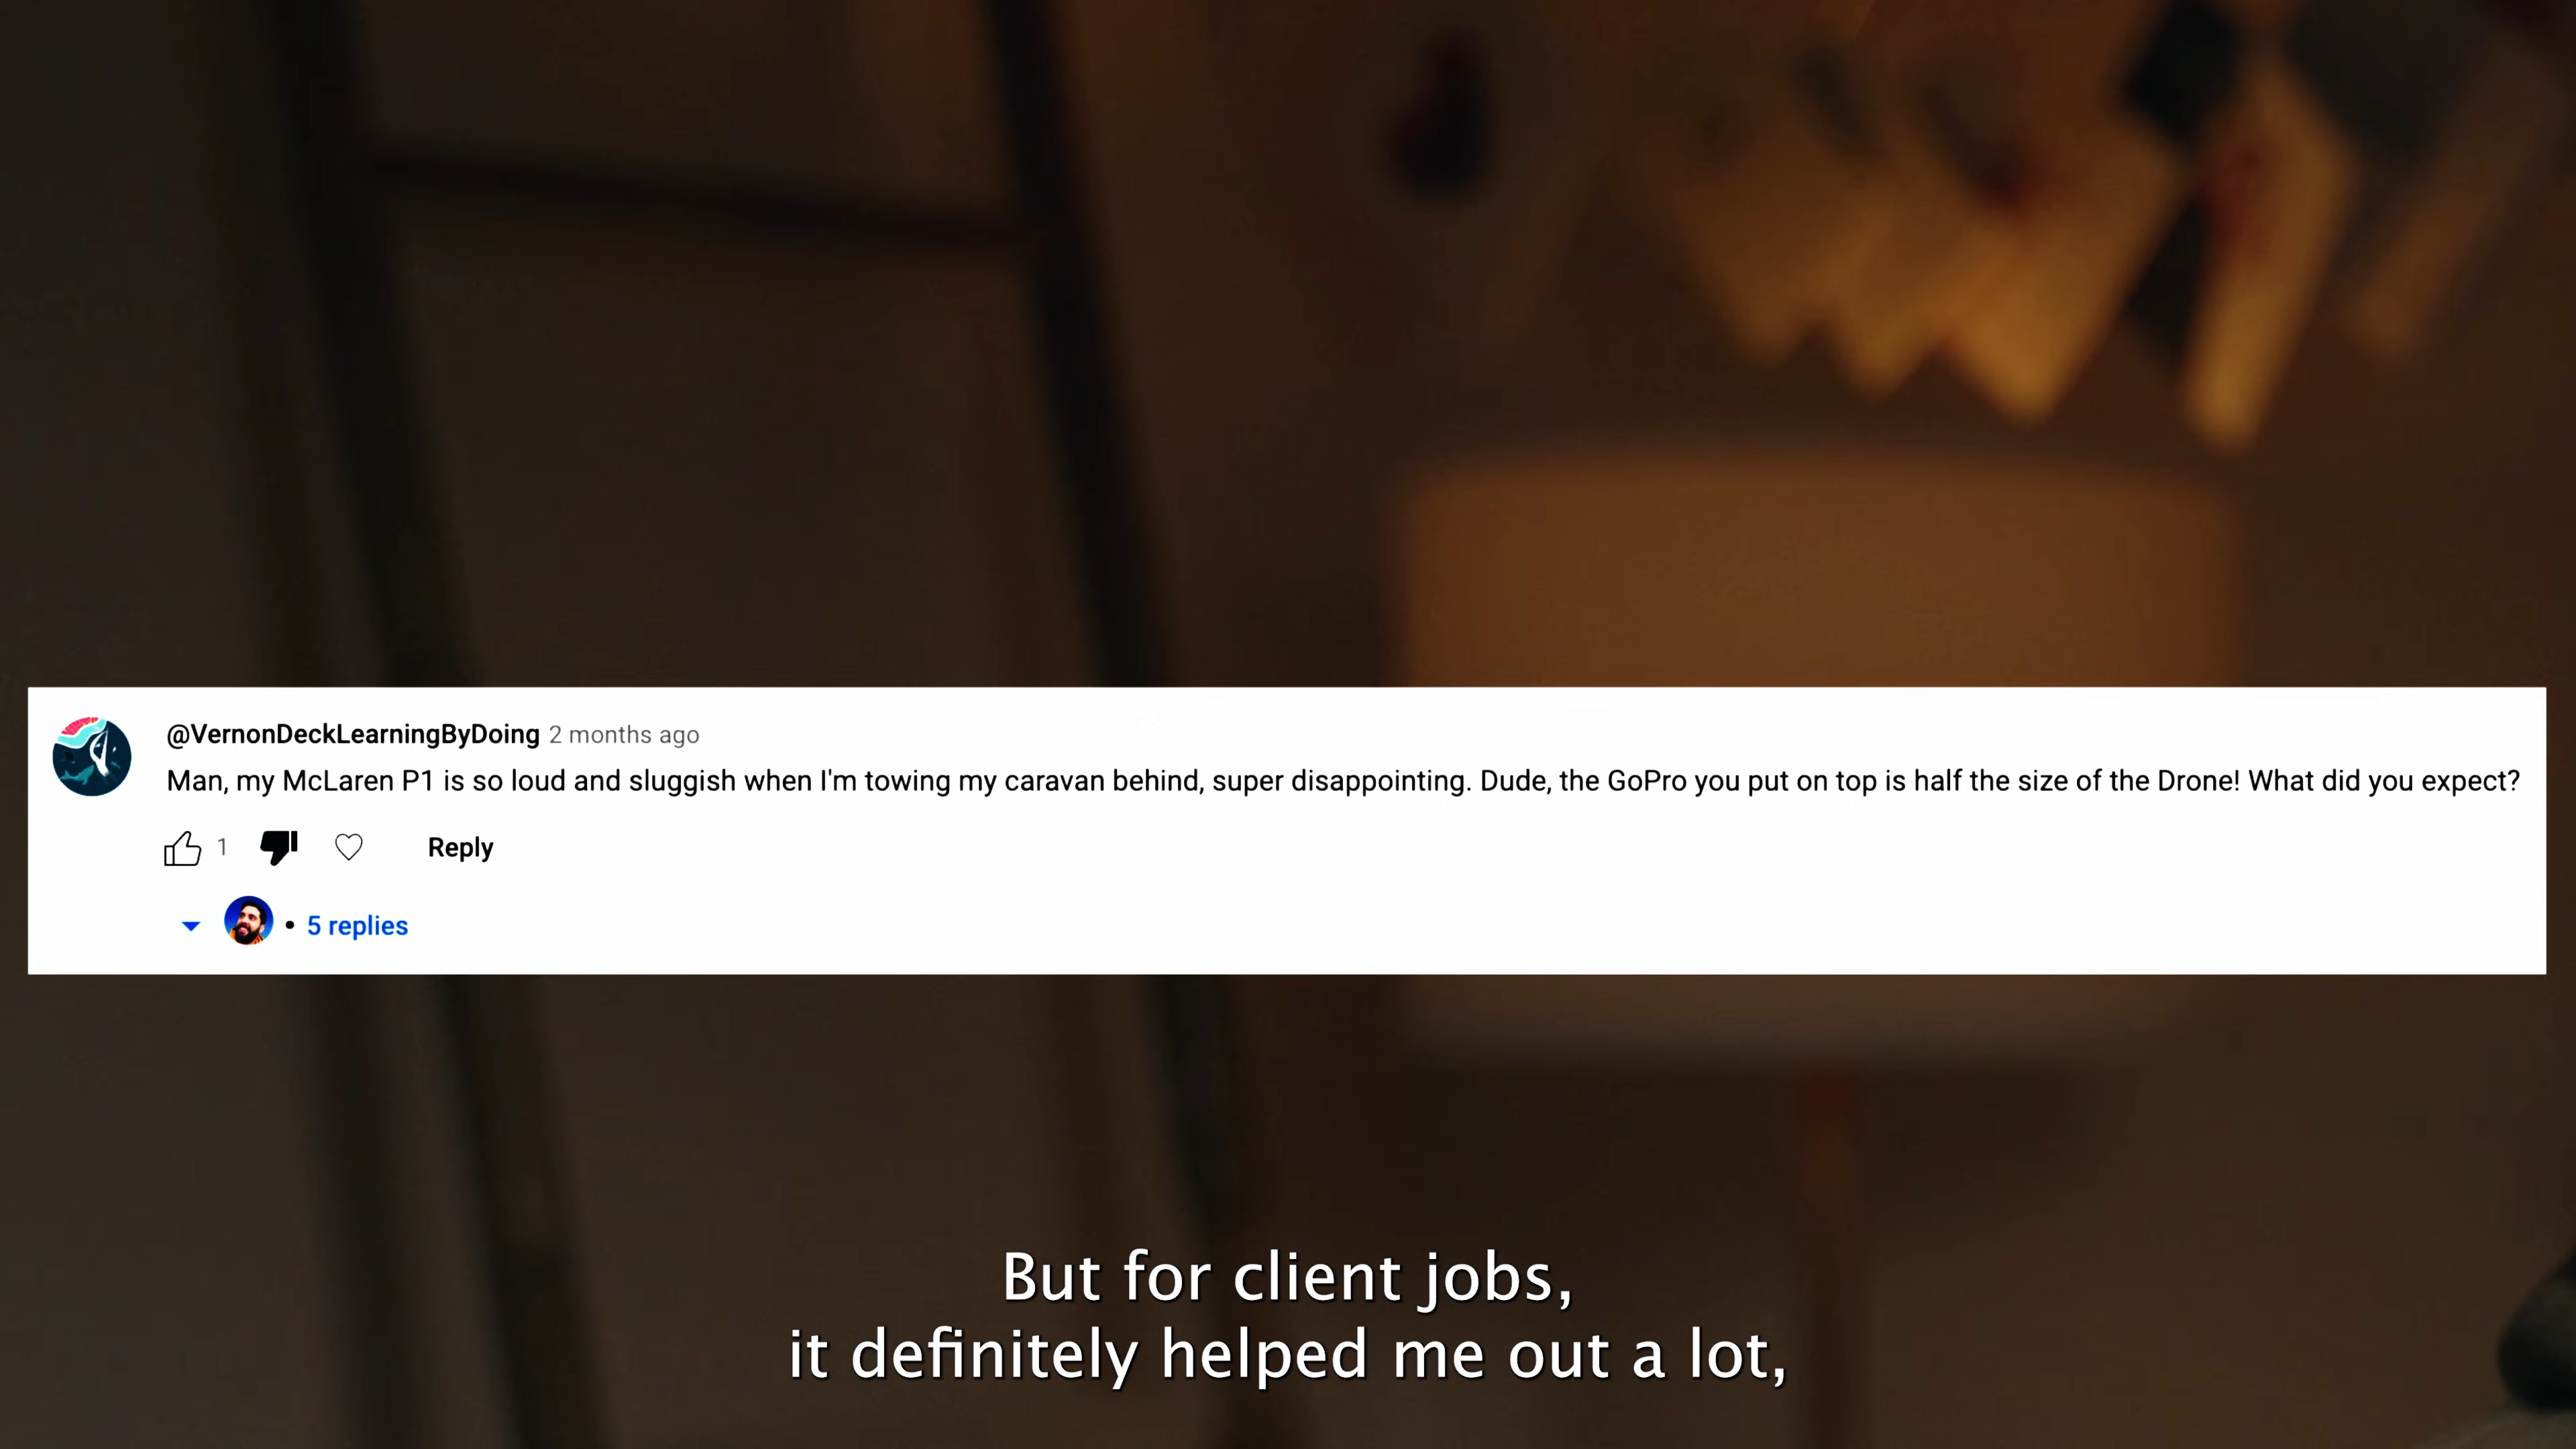 @VernonDeckLearningByDoing 2 months ago
Man, my McLaren P1 is so loud and sluggish when I'm towing my caravan behind, super disappointing. Dude, the GoPro you put on top is half the size of the Drone! What did you expect?
1 Reply
• 5 replies
But for client jobs,
it definitely helped me out a lot,